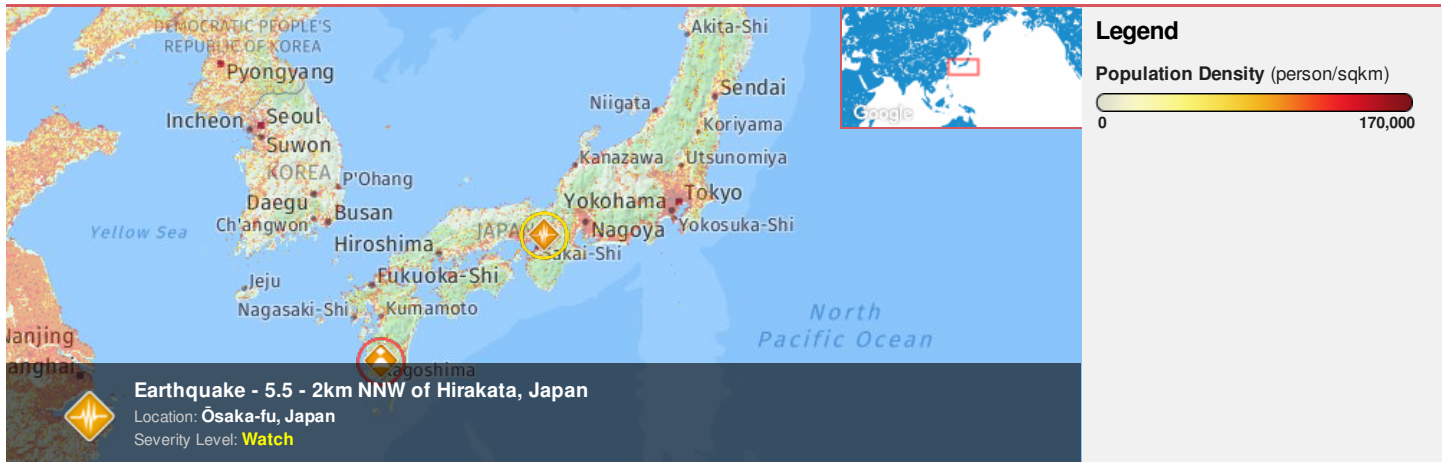 DEMOCRATIC PEOPLE'S
REPUBLIC OF KOREA
Pyongyang
Incheon
Seoul
Suwon
KOREA
P'Ohang
Daegu
Busan
Ch'angwon
Yellow Sea
Hiroshima
Jeju
Fukuoka-Shi
Nagasaki-Shi
Kumamoto
Kagoshima
Akita-Shi
Sendai
Niigata
Koriyama
Kanazawa
Utsunomiya
Yokohama
Tokyo
JAPAN
Nagoya
Yokosuka-Shi
Sakai-Shi
North
Pacific Ocean
Nanjing
anghai
Google
Earthquake - 5.5 - 2km NNW of Hirakata, Japan
Location: Ōsaka-fu, Japan
Severity Level: Watch
Legend
Population Density (person/sqkm)
0 170,000